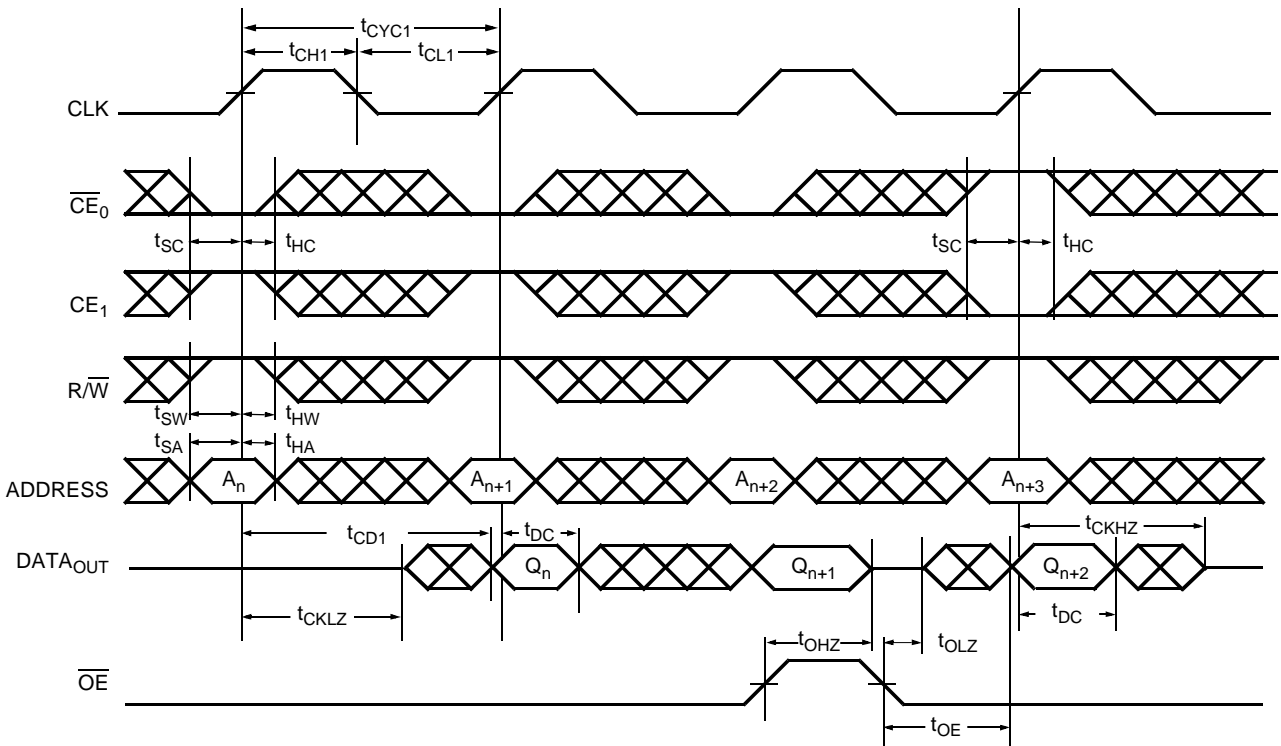 tCYC1
tCH1 tCL1
CLK
CE0
tSC tHC tSC tHC
CE1
R/W
tSW tHW
tSA tHA
ADDRESS An An+1 An+2 An+3
tCD1 tDC tCKHZ
DATAOUT Qn Qn+1 Qn+2
tCKLZ tDC
tOHZ tOLZ
OE
tOE